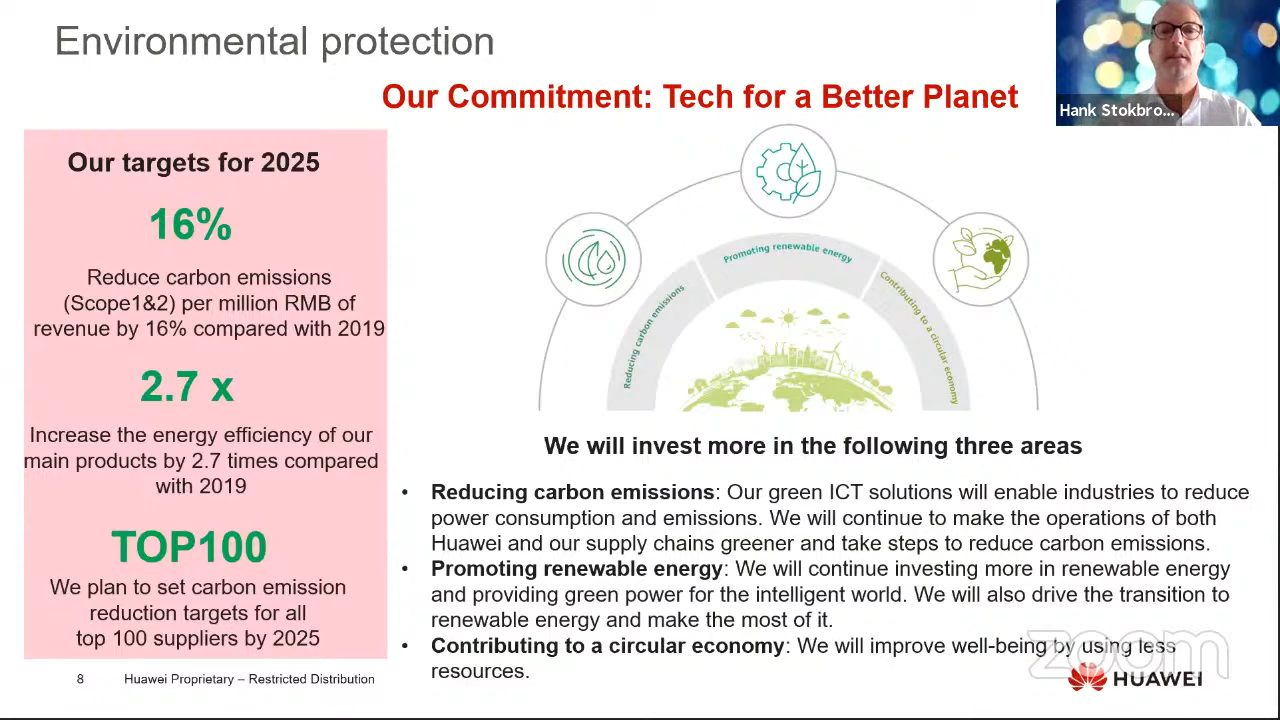 Environmental protection
Our Commitment: Tech for a Better Planet
Hank Stokbro...
Our targets for 2025
16%
Reduce carbon emissions
(Scope1&2) per million RMB of
revenue by 16% compared with 2019
2.7 x
Increase the energy efficiency of our
main products by 2.7 times compared
with 2019
TOP100
We plan to set carbon emission
reduction targets for all
top 100 suppliers by 2025
Reducing carbon emissions
Promoting renewable energy
Contributing to a circular economy
We will invest more in the following three areas
• Reducing carbon emissions: Our green ICT solutions will enable industries to reduce
power consumption and emissions. We will continue to make the operations of both
Huawei and our supply chains greener and take steps to reduce carbon emissions.
• Promoting renewable energy: We will continue investing more in renewable energy
and providing green power for the intelligent world. We will also drive the transition to
renewable energy and make the most of it.
• Contributing to a circular economy: We will improve well-being by using less
resources.
zoom
8 Huawei Proprietary – Restricted Distribution
HUAWEI